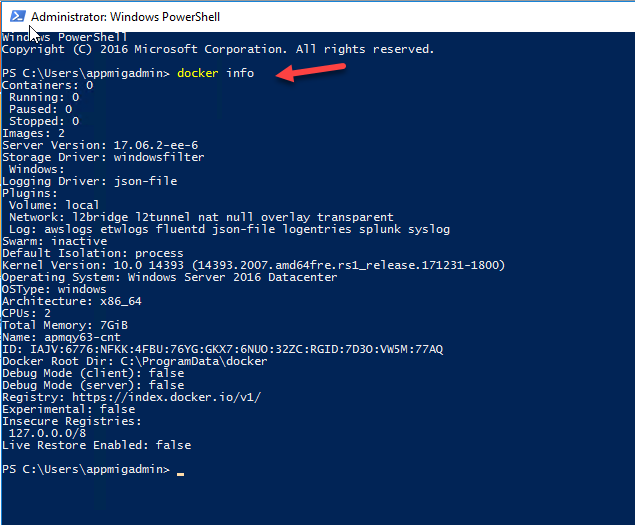 Administrator: Windows PowerShell
Windows PowerShell
Copyright (C) 2016 Microsoft Corporation. All rights reserved.
PS C:\Users\appmigadmin> docker info
Containers: 0
Running: 0
Paused: 0
Stopped: 0
Images: 2
Server Version: 17.06.2-ee-6
Storage Driver: windowsfilter
Windows:
Logging Driver: json-file
Plugins:
Volume: local
Network: l2bridge l2tunnel nat null overlay transparent
Log: awslogs etwlogs fluentd json-file logentries splunk syslog
Swarm: inactive
Default Isolation: process
Kernel Version: 10.0 14393 (14393.2007.amd64fre.rs1_release.171231-1800)
Operating System: Windows Server 2016 Datacenter
OSType: windows
Architecture: x86_64
CPUs: 2
Total Memory: 7GiB
Name: apmqy63-cnt
ID: IAJV:6776:NFKK:4FBU:76YG:GKX7:6NUO:32ZC:RGID:7D3O:VW5M:77AQ
Docker Root Dir: C:\ProgramData\docker
Debug Mode (client): false
Debug Mode (server): false
Registry: https://index.docker.io/v1/
Experimental: false
Insecure Registries:
127.0.0.0/8
Live Restore Enabled: false
PS C:\Users\appmigadmin> _